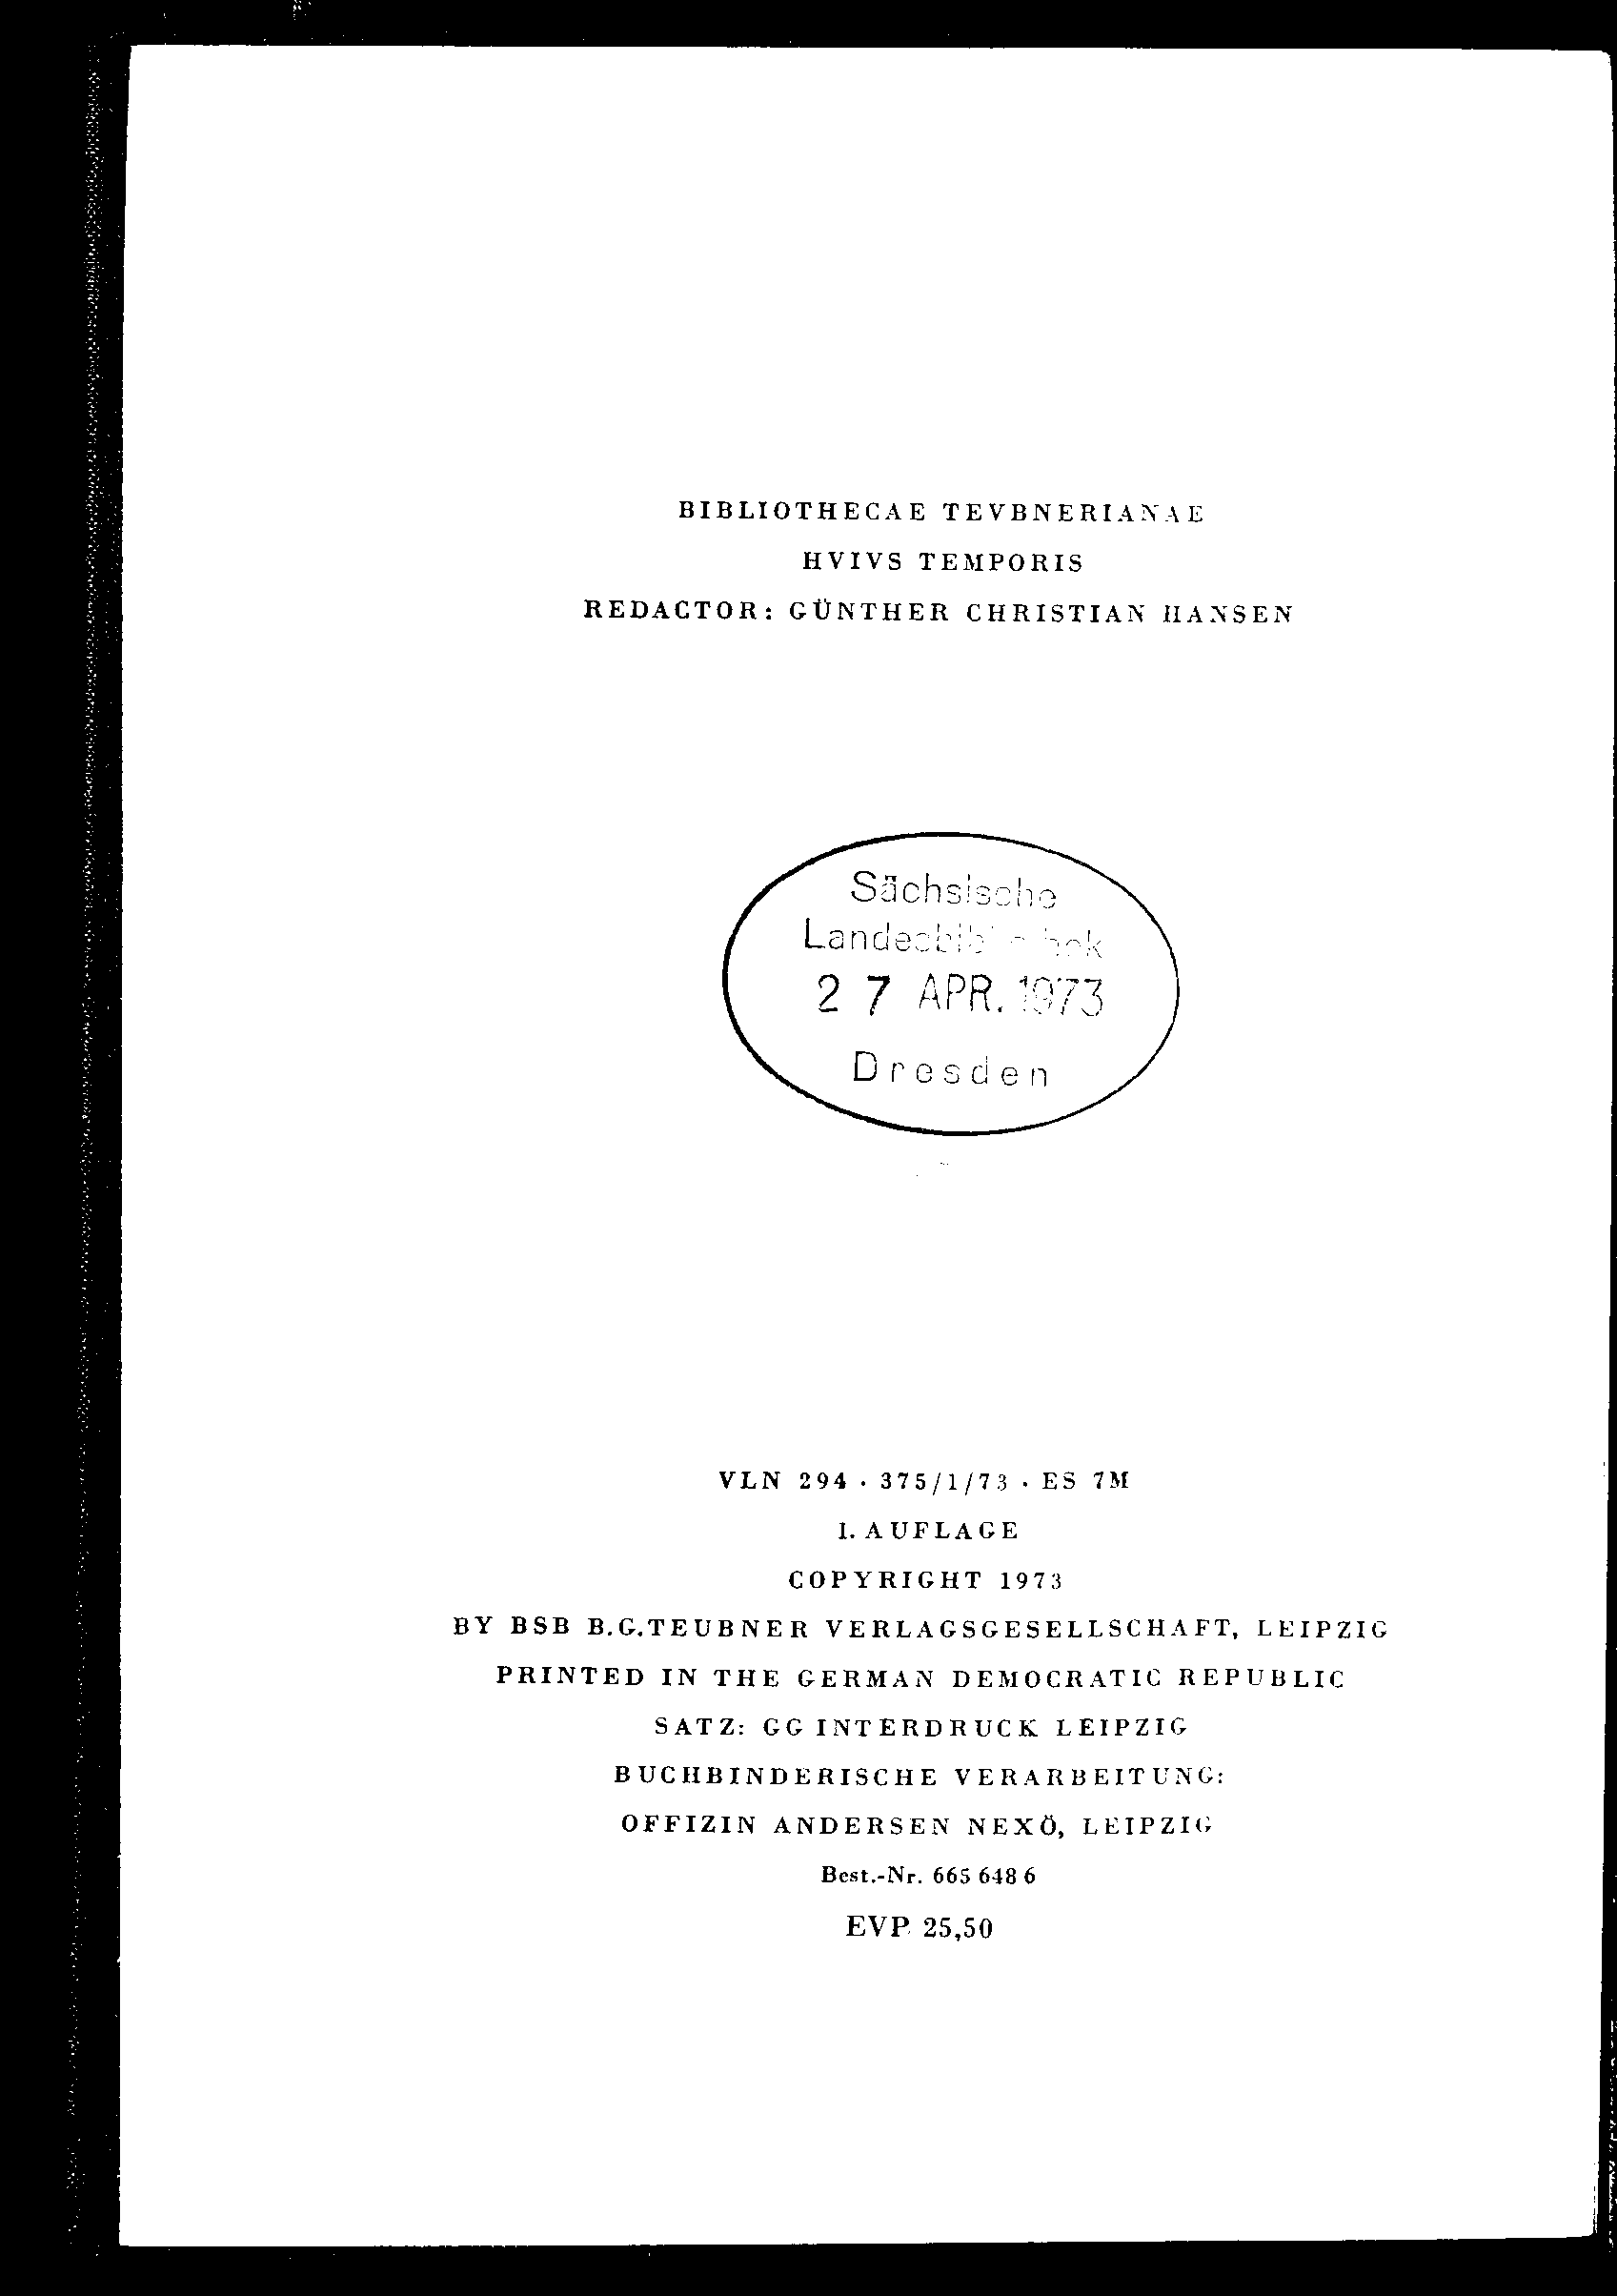 BIBLIOTHECAE TEVBNERIANAE
HVIVS TEMPORIS
REDACTOR: GÜNTHER CHRISTIAN HANSEN
Sächsische
Landesbibliothek
27 APR. 1973
Dresden
VLN 294 · 375/1/73 · ES 7M
1. AUFLAGE
COPYRIGHT 1973
BY BSB B.G.TEUBNER VERLAGSGESELLSCHAFT, LEIPZIG
PRINTED IN THE GERMAN DEMOCRATIC REPUBLIC
SATZ: GG INTERDRUCK LEIPZIG
BUCHBINDERISCHE VERARBEITUNG:
OFFIZIN ANDERSEN NEXÖ, LEIPZIG
Best.-Nr. 665 648 6
EVP 25,50